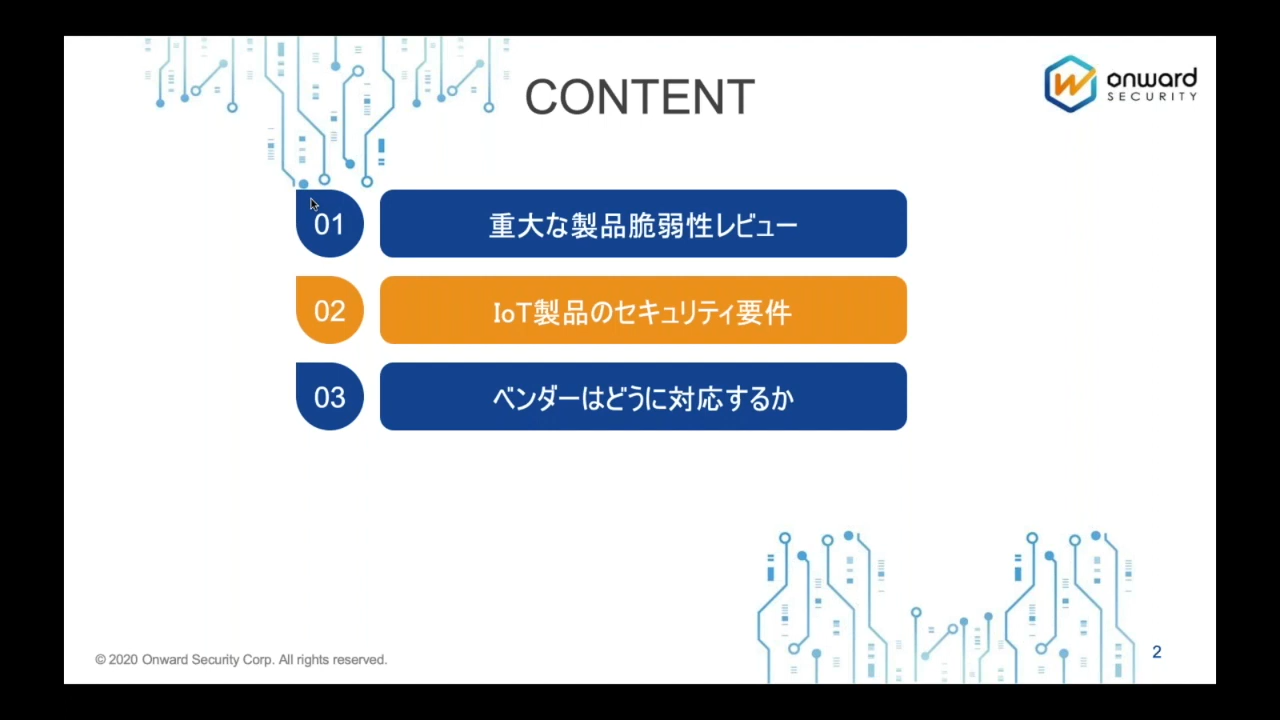 CONTENT
onward
SECURITY
01
重大な製品脆弱性レビュー
02
IoT製品のセキュリティ要件
03
ベンダーはどうに対応するか
© 2020 Onward Security Corp. All rights reserved.
2